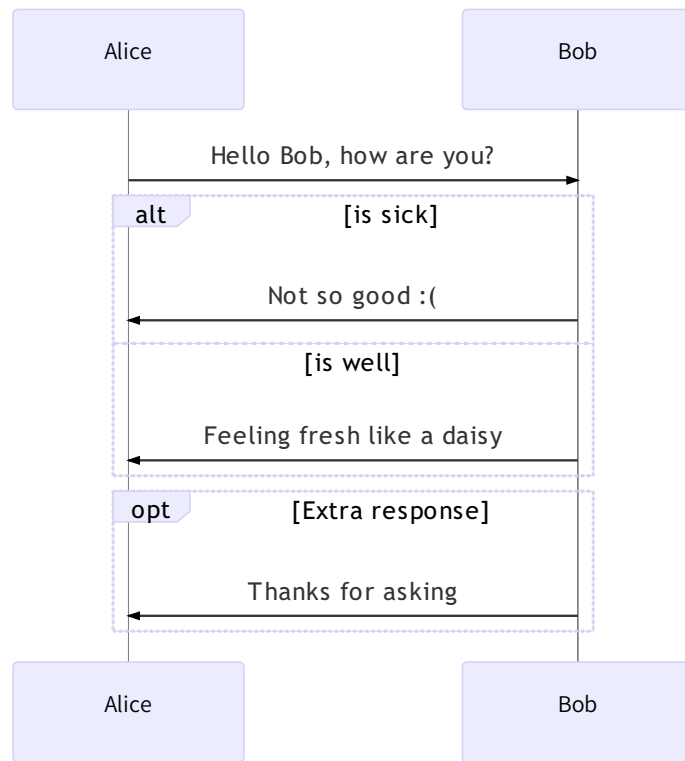 Alice Bob
Hello Bob, how are you?
alt [is sick]
Not so good :(
[is well]
Feeling fresh like a daisy
opt [Extra response]
Thanks for asking
Alice Bob